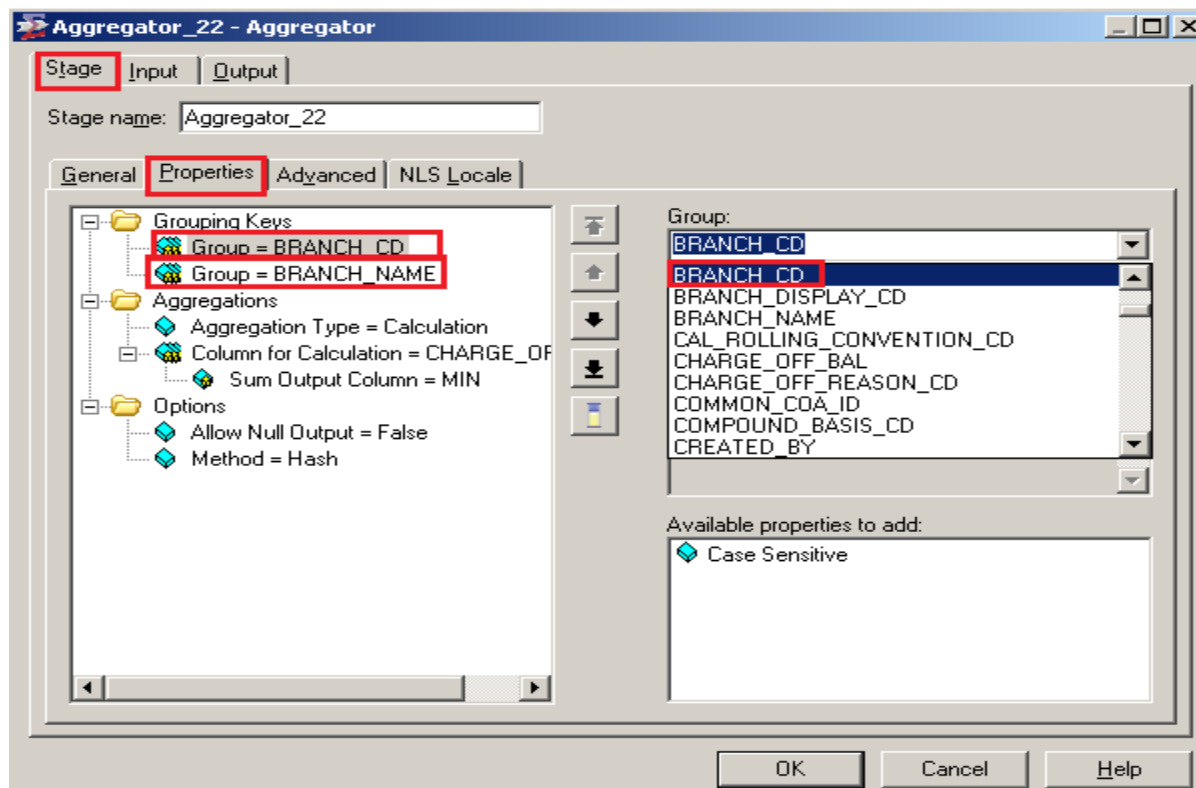 Aggregator_22 - Aggregator
Stage Input Output
Stage name: Aggregator_22
General Properties Advanced NLS Locale
Grouping Keys
Group = BRANCH_CD
Group = BRANCH_NAME
Aggregations
Aggregation Type = Calculation
Column for Calculation = CHARGE_OF
Sum Output Column = MIN
Options
Allow Null Output = False
Method = Hash
Group:
BRANCH_CD
BRANCH_CD
BRANCH_DISPLAY_CD
BRANCH_NAME
CAL_ROLLING_CONVENTION_CD
CHARGE_OFF_BAL
CHARGE_OFF_REASON_CD
COMMON_COA_ID
COMPOUND_BASIS_CD
CREATED_BY
Available properties to add:
Case Sensitive
OK Cancel Help